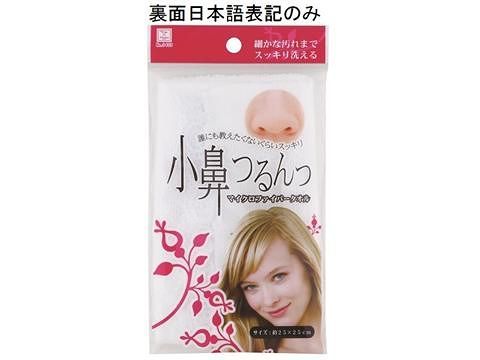 裏面日本語表記のみ
細かな汚れまで
スッキリ洗える
誰にも教えたくないくらいスッキリ
小鼻つるんっ
マイクロファイバータオル
サイズ：約25×25cm